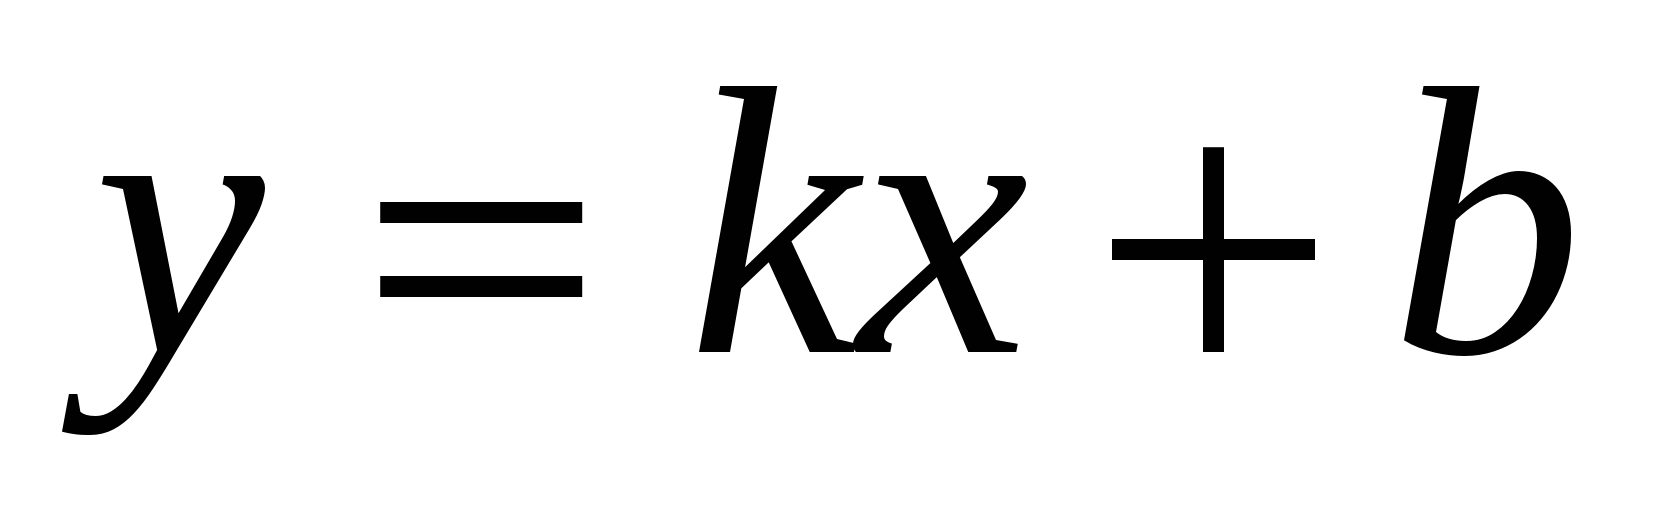 y = kx + b